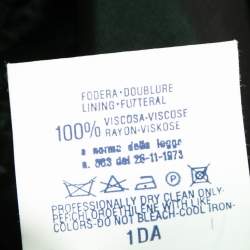 FODERA-DOUBLURE
LINING-FUTTERAL
100% VISCOSA-VISCOSE
RAYON-VISKOSE
a norma della legge
n. 883 del 26-11-1973
PROFESSIONALLY DRY CLEAN ONLY-
PERCHLOROETHYLENE WITH LIKE
COLORS-DO NOT BLEACH-COOL IRON-
1DA